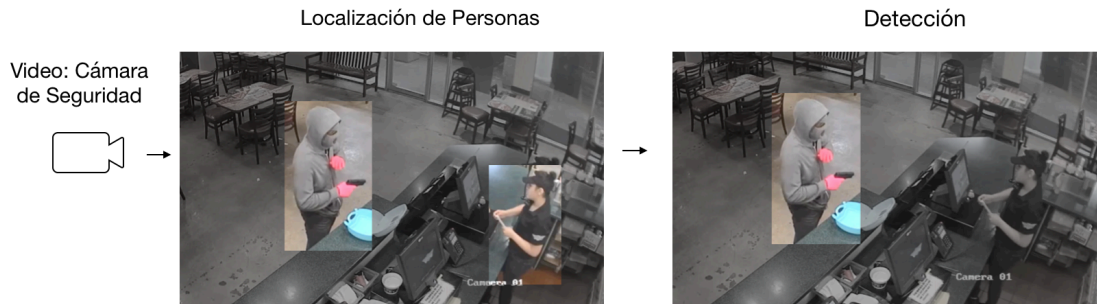 Localización de Personas
Detección
Video: Cámara
de Seguridad
Camera 01
Camera 01